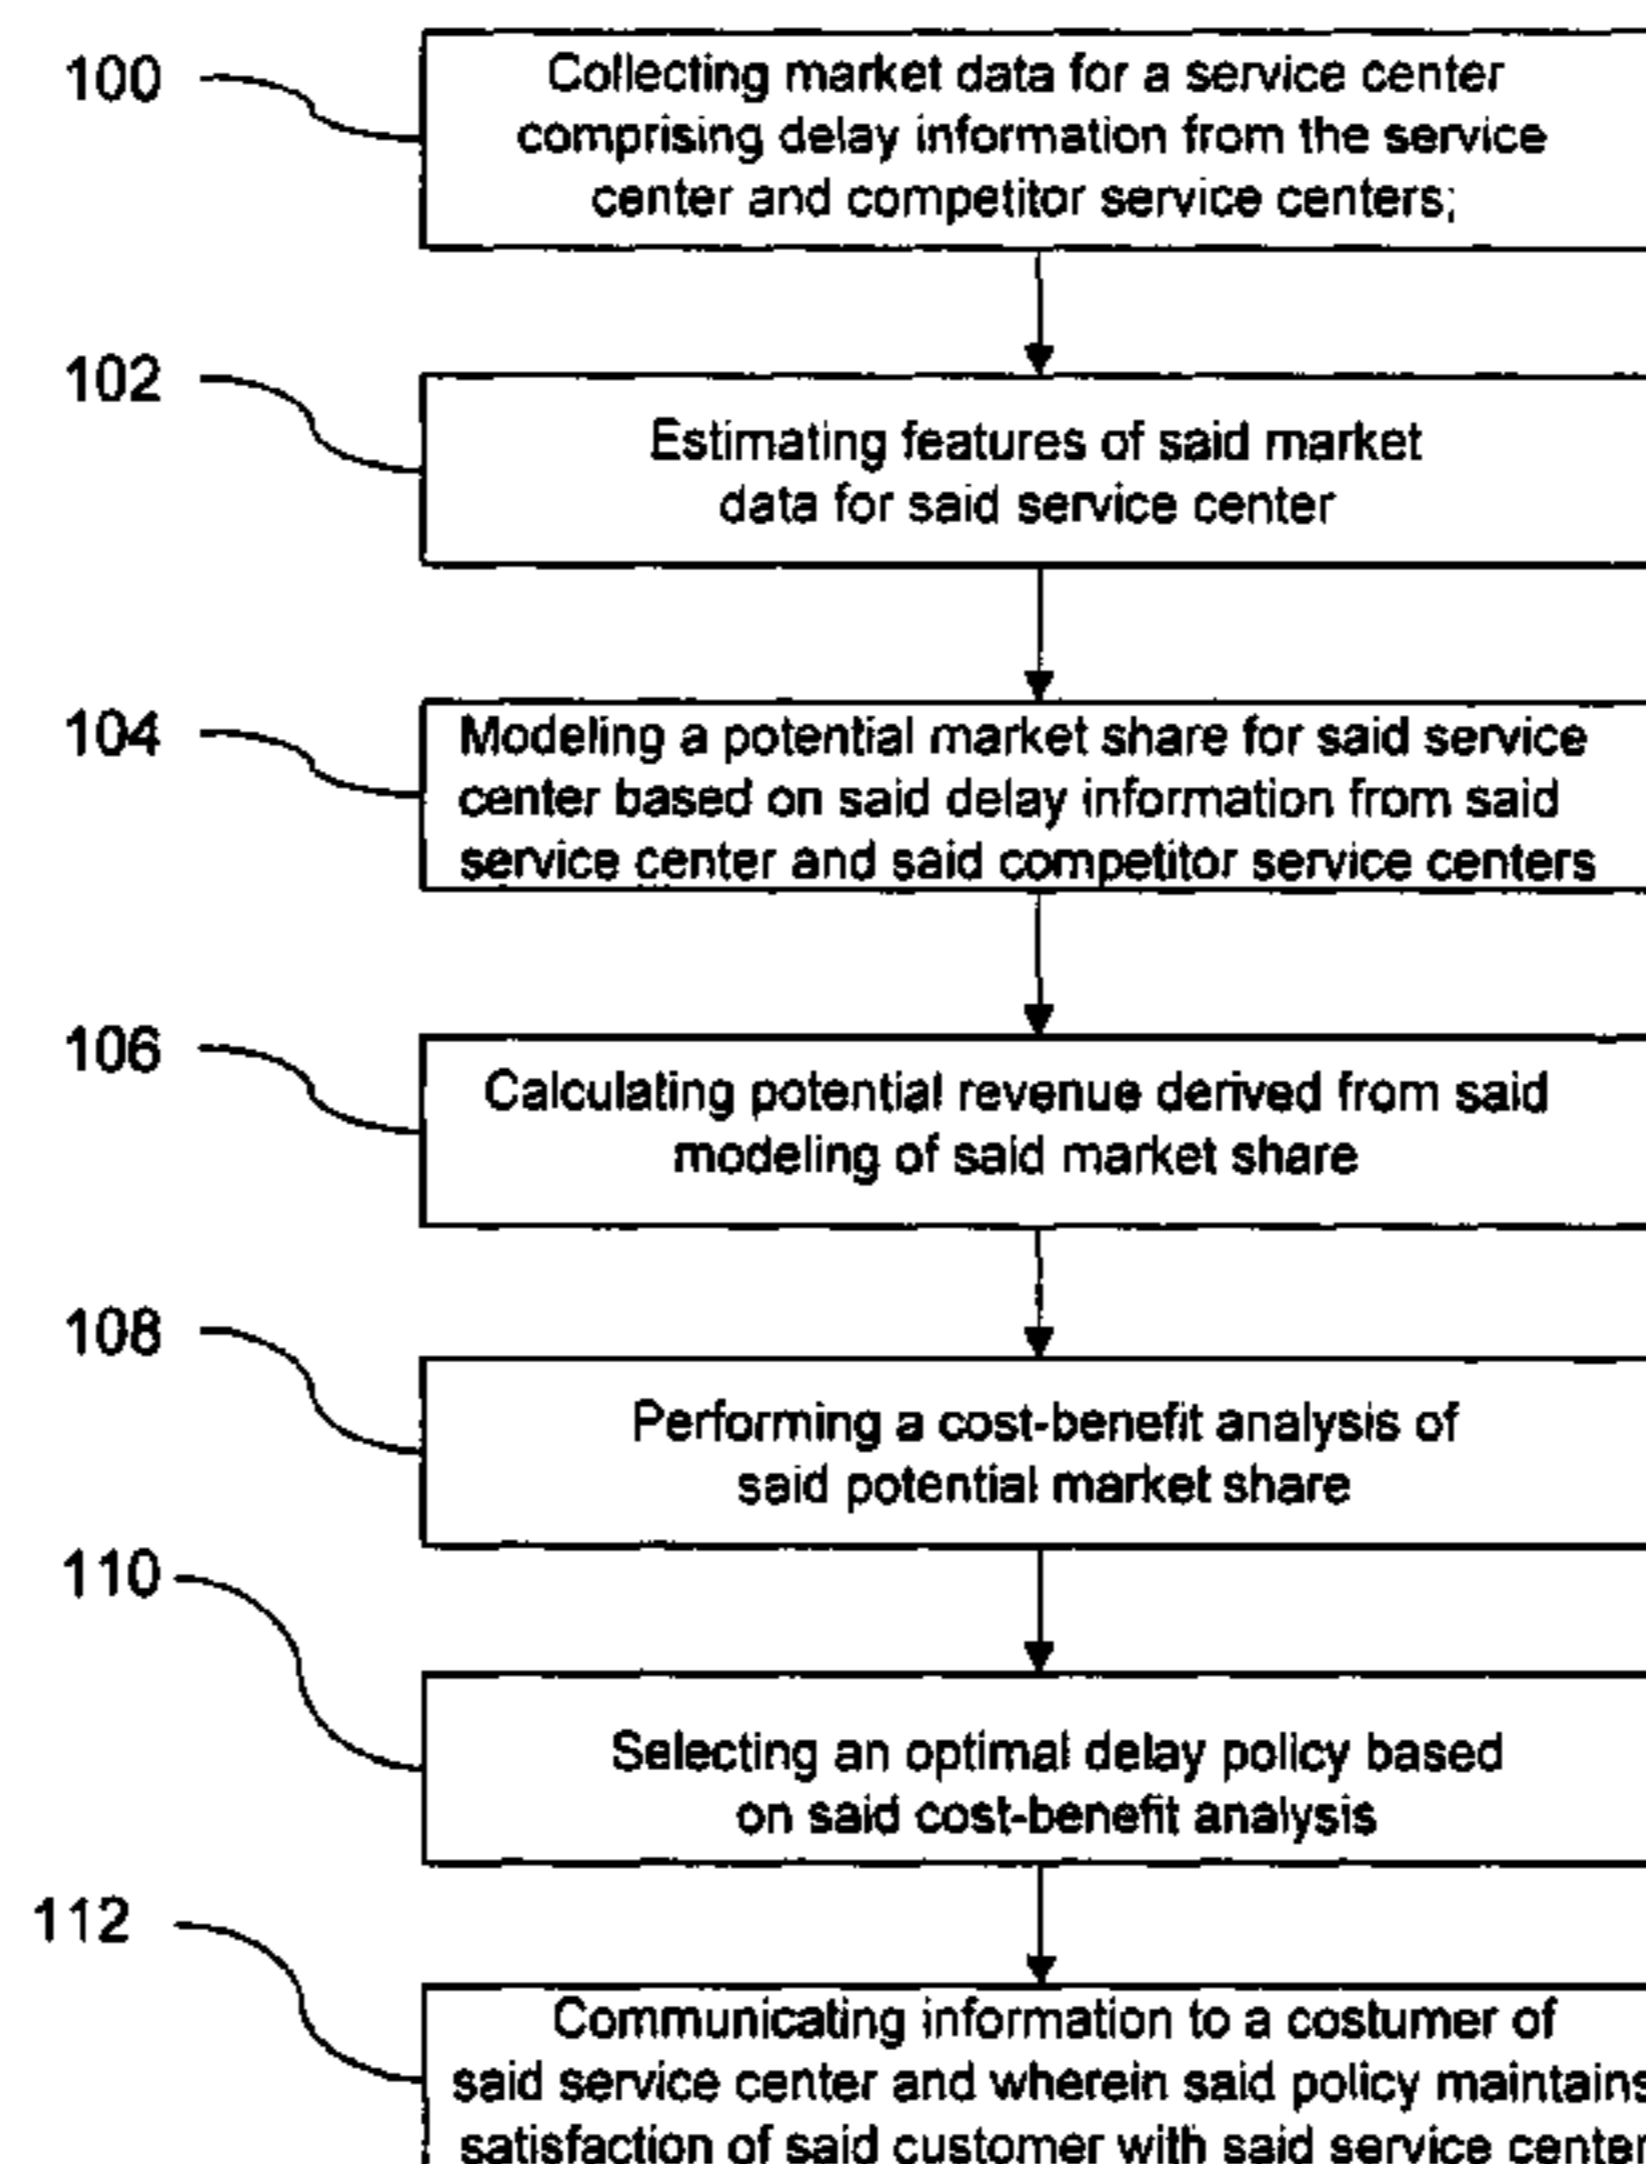 100
Collecting market data for a service center
comprising delay information from the service
center and competitor service centers;
102
Estimating features of said market
data for said service center
104
Modeling a potential market share for said service
center based on said delay information from said
service center and said competitor service centers
106
Calculating potential revenue derived from said
modeling of said market share
108
Performing a cost-benefit analysis of
said potential market share
110
Selecting an optimal delay policy based
on said cost-benefit analysis
112
Communicating information to a costumer of
said service center and wherein said policy maintains
satisfaction of said customer with said service center